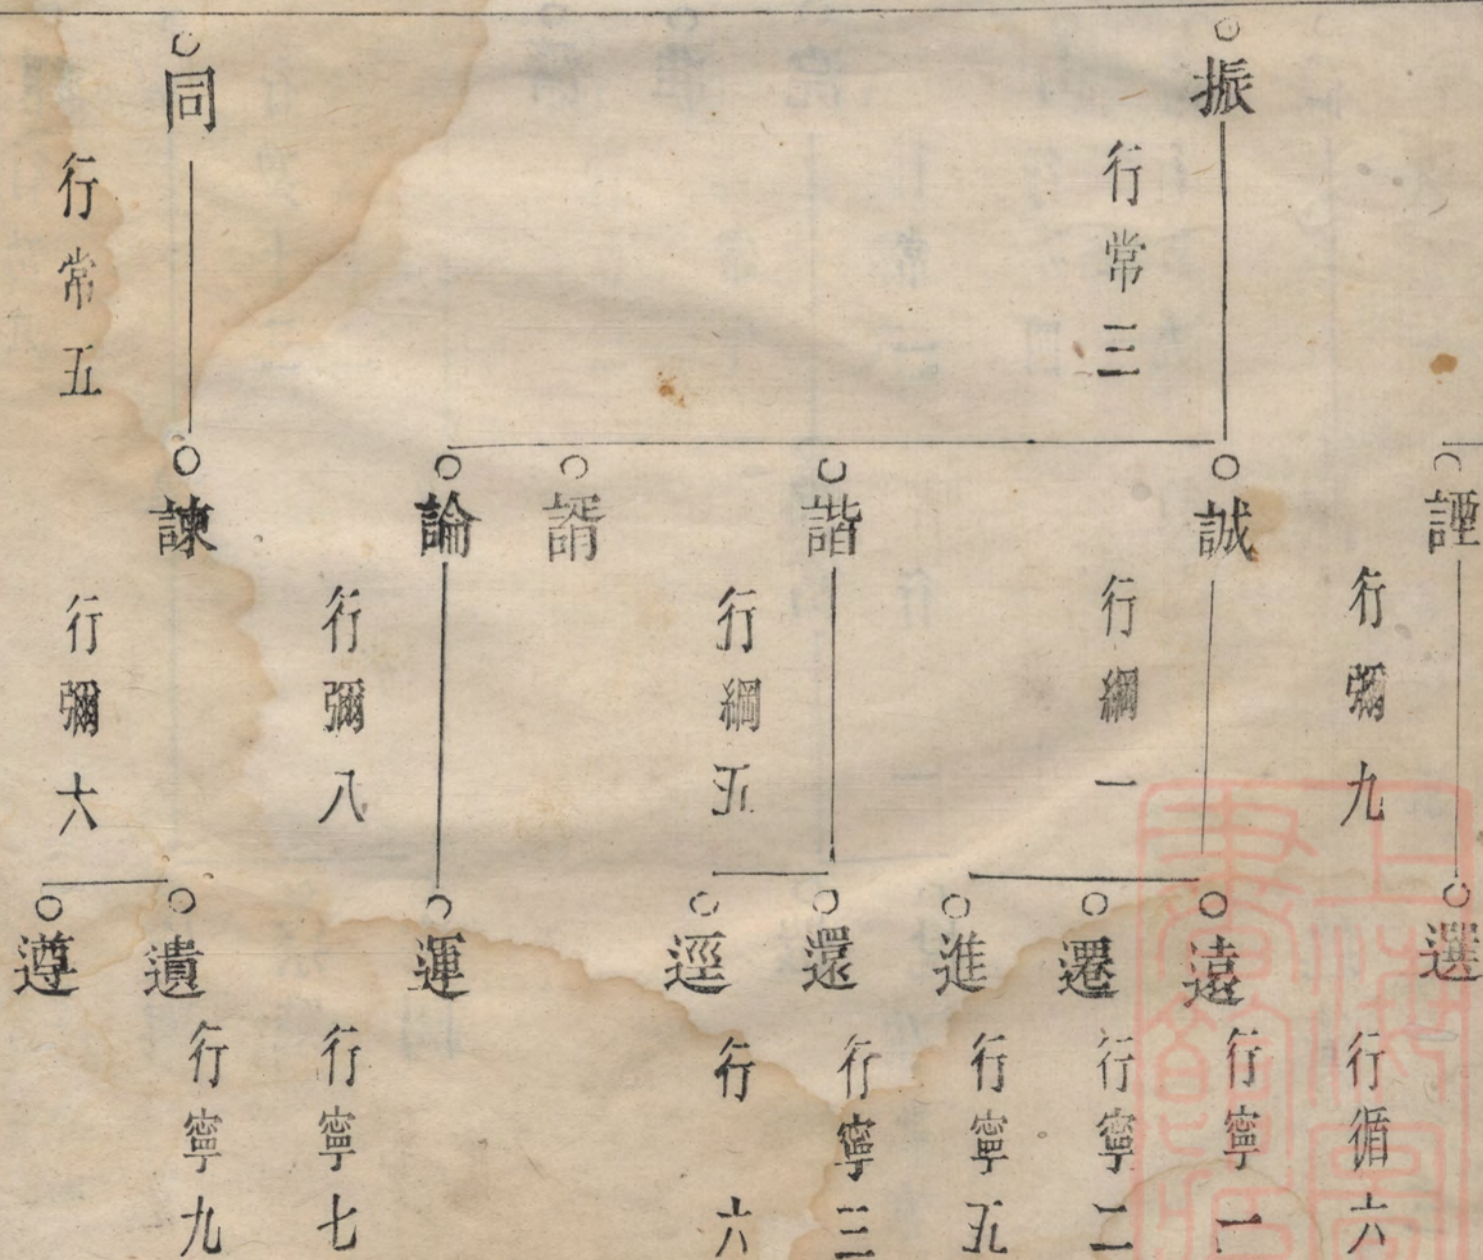 ○振
行常三
○同
行常五
○諲
行彌九
○誠
行綱一
○諧
行綱五
○諝
○論
行彌八
○諫
行彌六
○選
行循六
○遠
行寧一
○遷
行寧二
○進
行寧五
○還
行寧三
○逕
行 六
○運
行寧七
○遺
行寧九
○遵